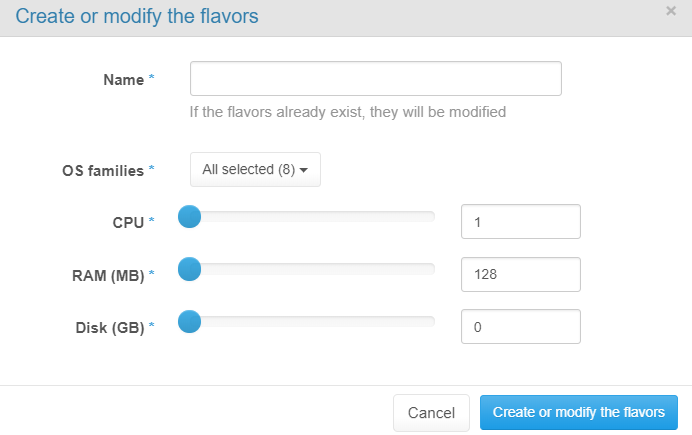 Create or modify the flavors ×
Name *
If the flavors already exist, they will be modified
OS families * All selected (8)
CPU * 1
RAM (MB) * 128
Disk (GB) * 0
Cancel Create or modify the flavors